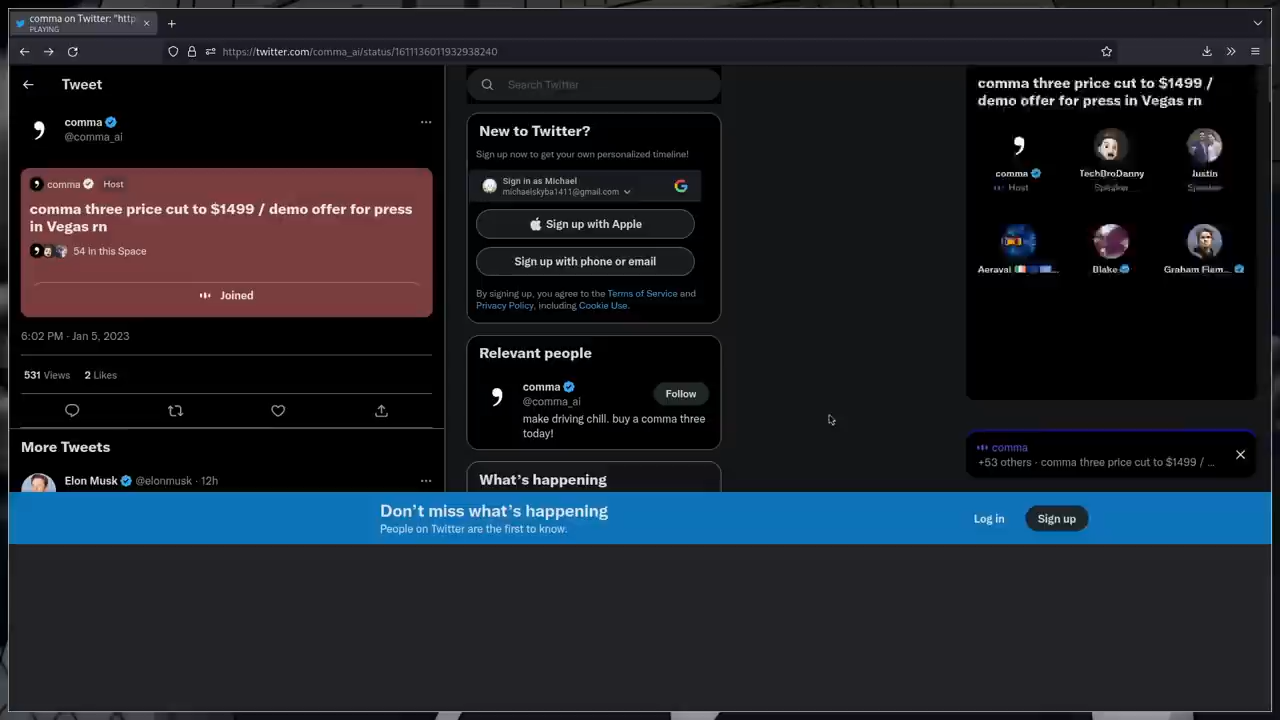 comma on Twitter: "http
PLAYING
https://twitter.com/comma_ai/status/1611136011932938240
Tweet
comma
@comma_ai
comma Host
comma three price cut to $1499 / demo offer for press
in Vegas rn
54 in this Space
Joined
6:02 PM · Jan 5, 2023
531 Views 2 Likes
More Tweets
Elon Musk @elonmusk · 12h
Search Twitter
New to Twitter?
Sign up now to get your own personalized timeline!
Sign in as Michael
michaelskyba1411@gmail.com
Sign up with Apple
Sign up with phone or email
By signing up, you agree to the Terms of Service and
Privacy Policy, including Cookie Use.
Relevant people
comma
@comma_ai
Follow
make driving chill. buy a comma three
today!
What's happening
comma three price cut to $1499 /
demo offer for press in Vegas rn
comma
Host
TechBroDanny
Speaker
Justin
Speaker
Aeraval
Blake
Graham Flem...
comma
+53 others · comma three price cut to $1499 / ...
Don't miss what's happening
People on Twitter are the first to know.
Log in
Sign up